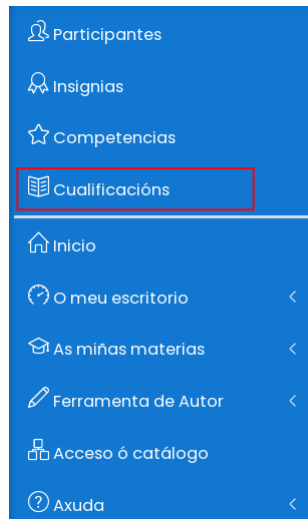 Participantes
Insignias
Competencias
Cualificacións
Inicio
O meu escritorio
As miñas materias
Ferramenta de Autor
Acceso ó catálogo
Axuda